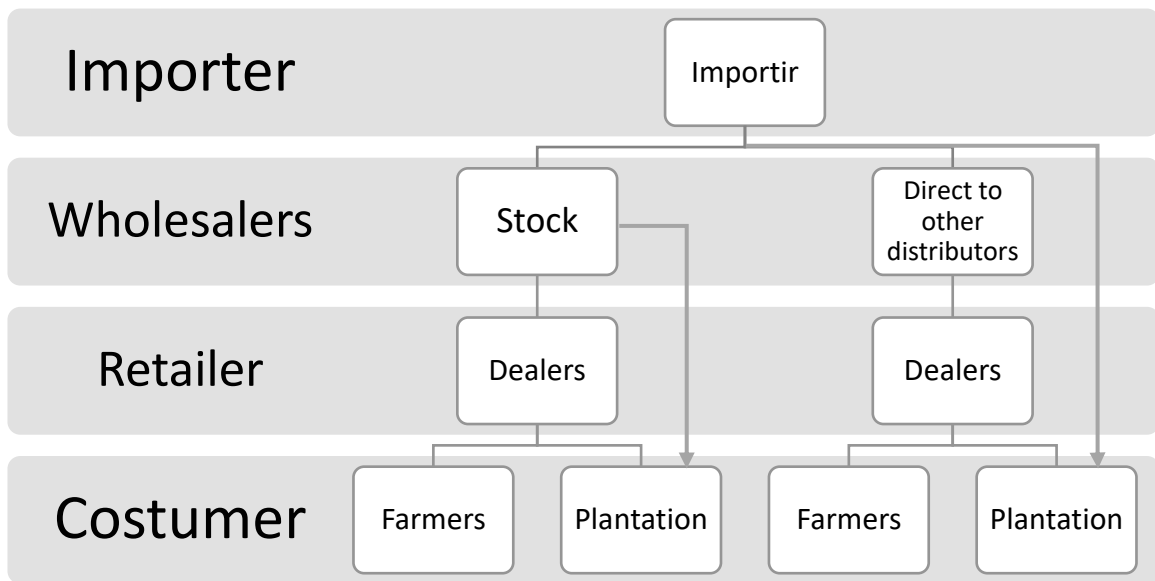 Importer
Importir
Wholesalers
Stock
Direct to
other
distributors
Retailer
Dealers
Dealers
Costumer
Farmers
Plantation
Farmers
Plantation